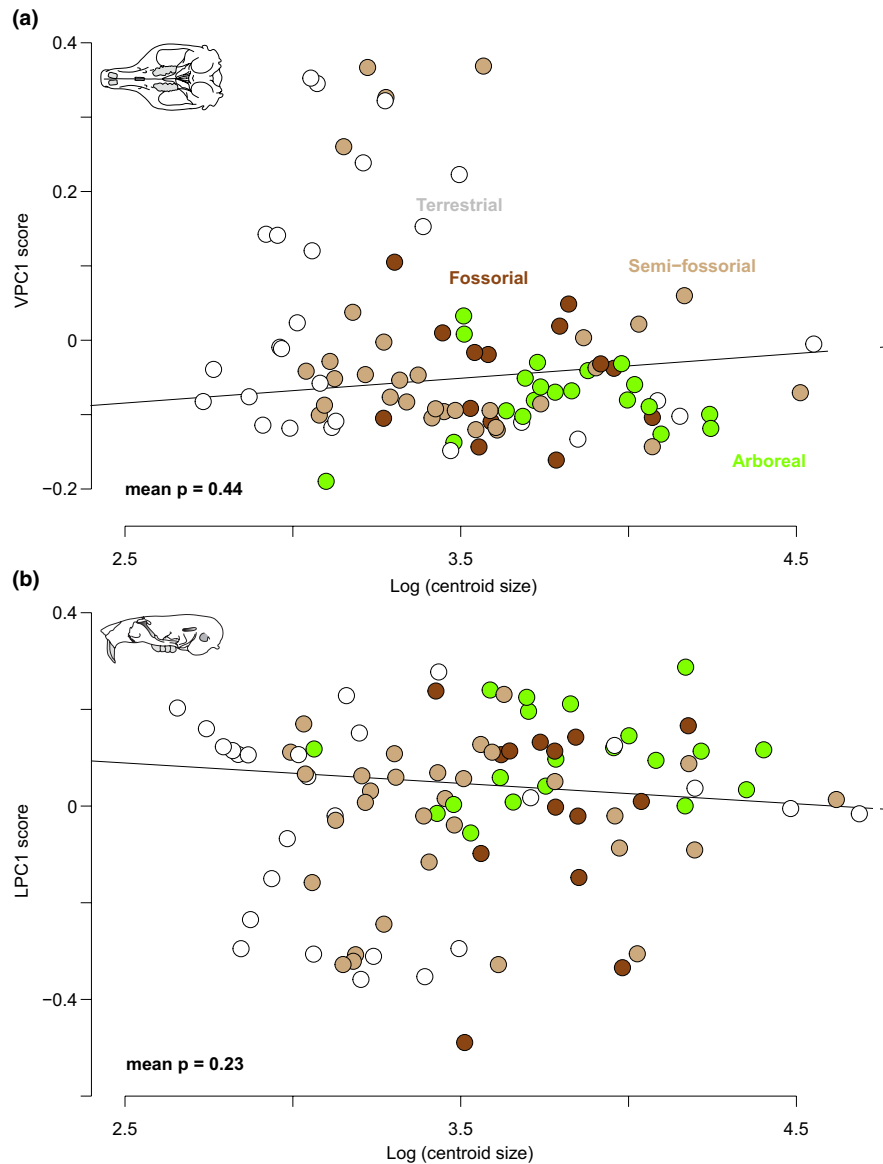 (a)
0.4
0.2
0
−0.2
VPC1 score
Terrestrial
Fossorial
Semi−fossorial
Arboreal
mean p = 0.44
2.5
3.5
4.5
Log (centroid size)
(b)
0.4
0
−0.4
LPC1 score
mean p = 0.23
2.5
3.5
4.5
Log (centroid size)